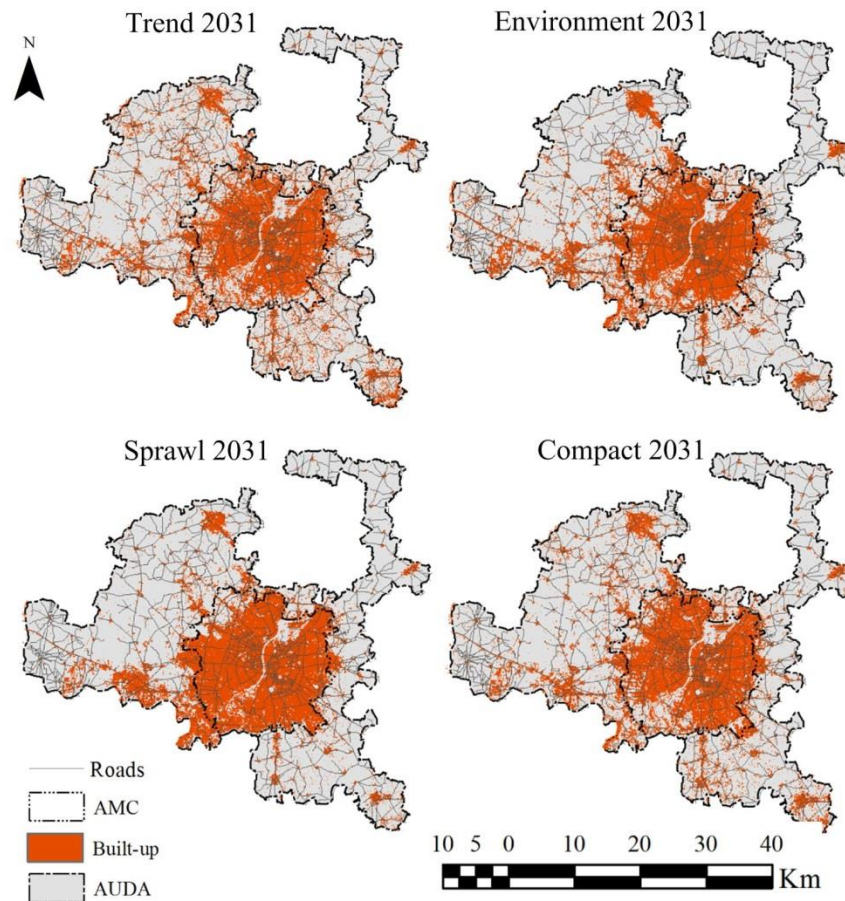 Trend 2031
Environment 2031
N
Sprawl 2031
Compact 2031
Roads
AMC
Built-up
AUDA
10 5 0 10 20 30 40
Km